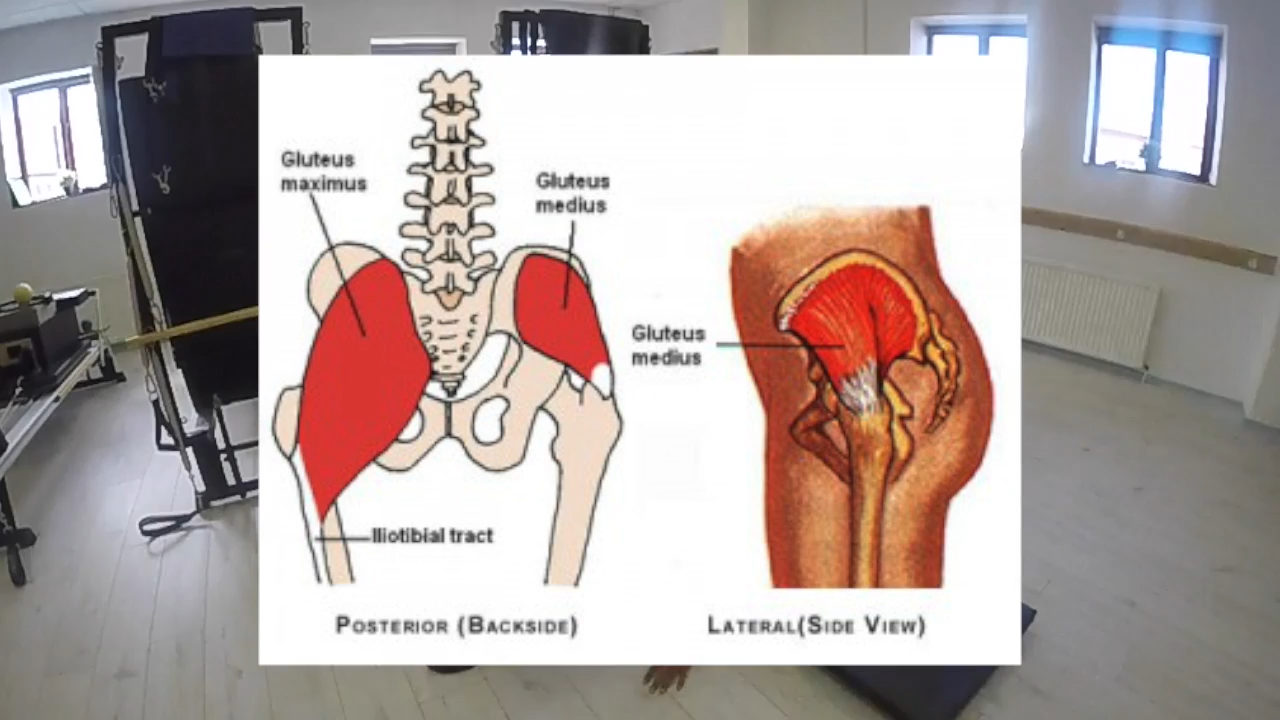 Gluteus
maximus
Gluteus
medius
Gluteus
medius
Iliotibial tract
Posterior (Backside)
Lateral(Side View)